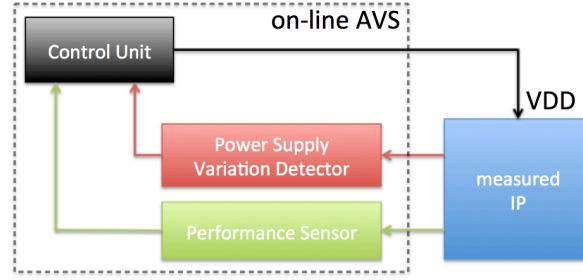 on-line AVS
Control Unit
VDD
Power Supply
Variation Detector
measured
IP
Performance Sensor